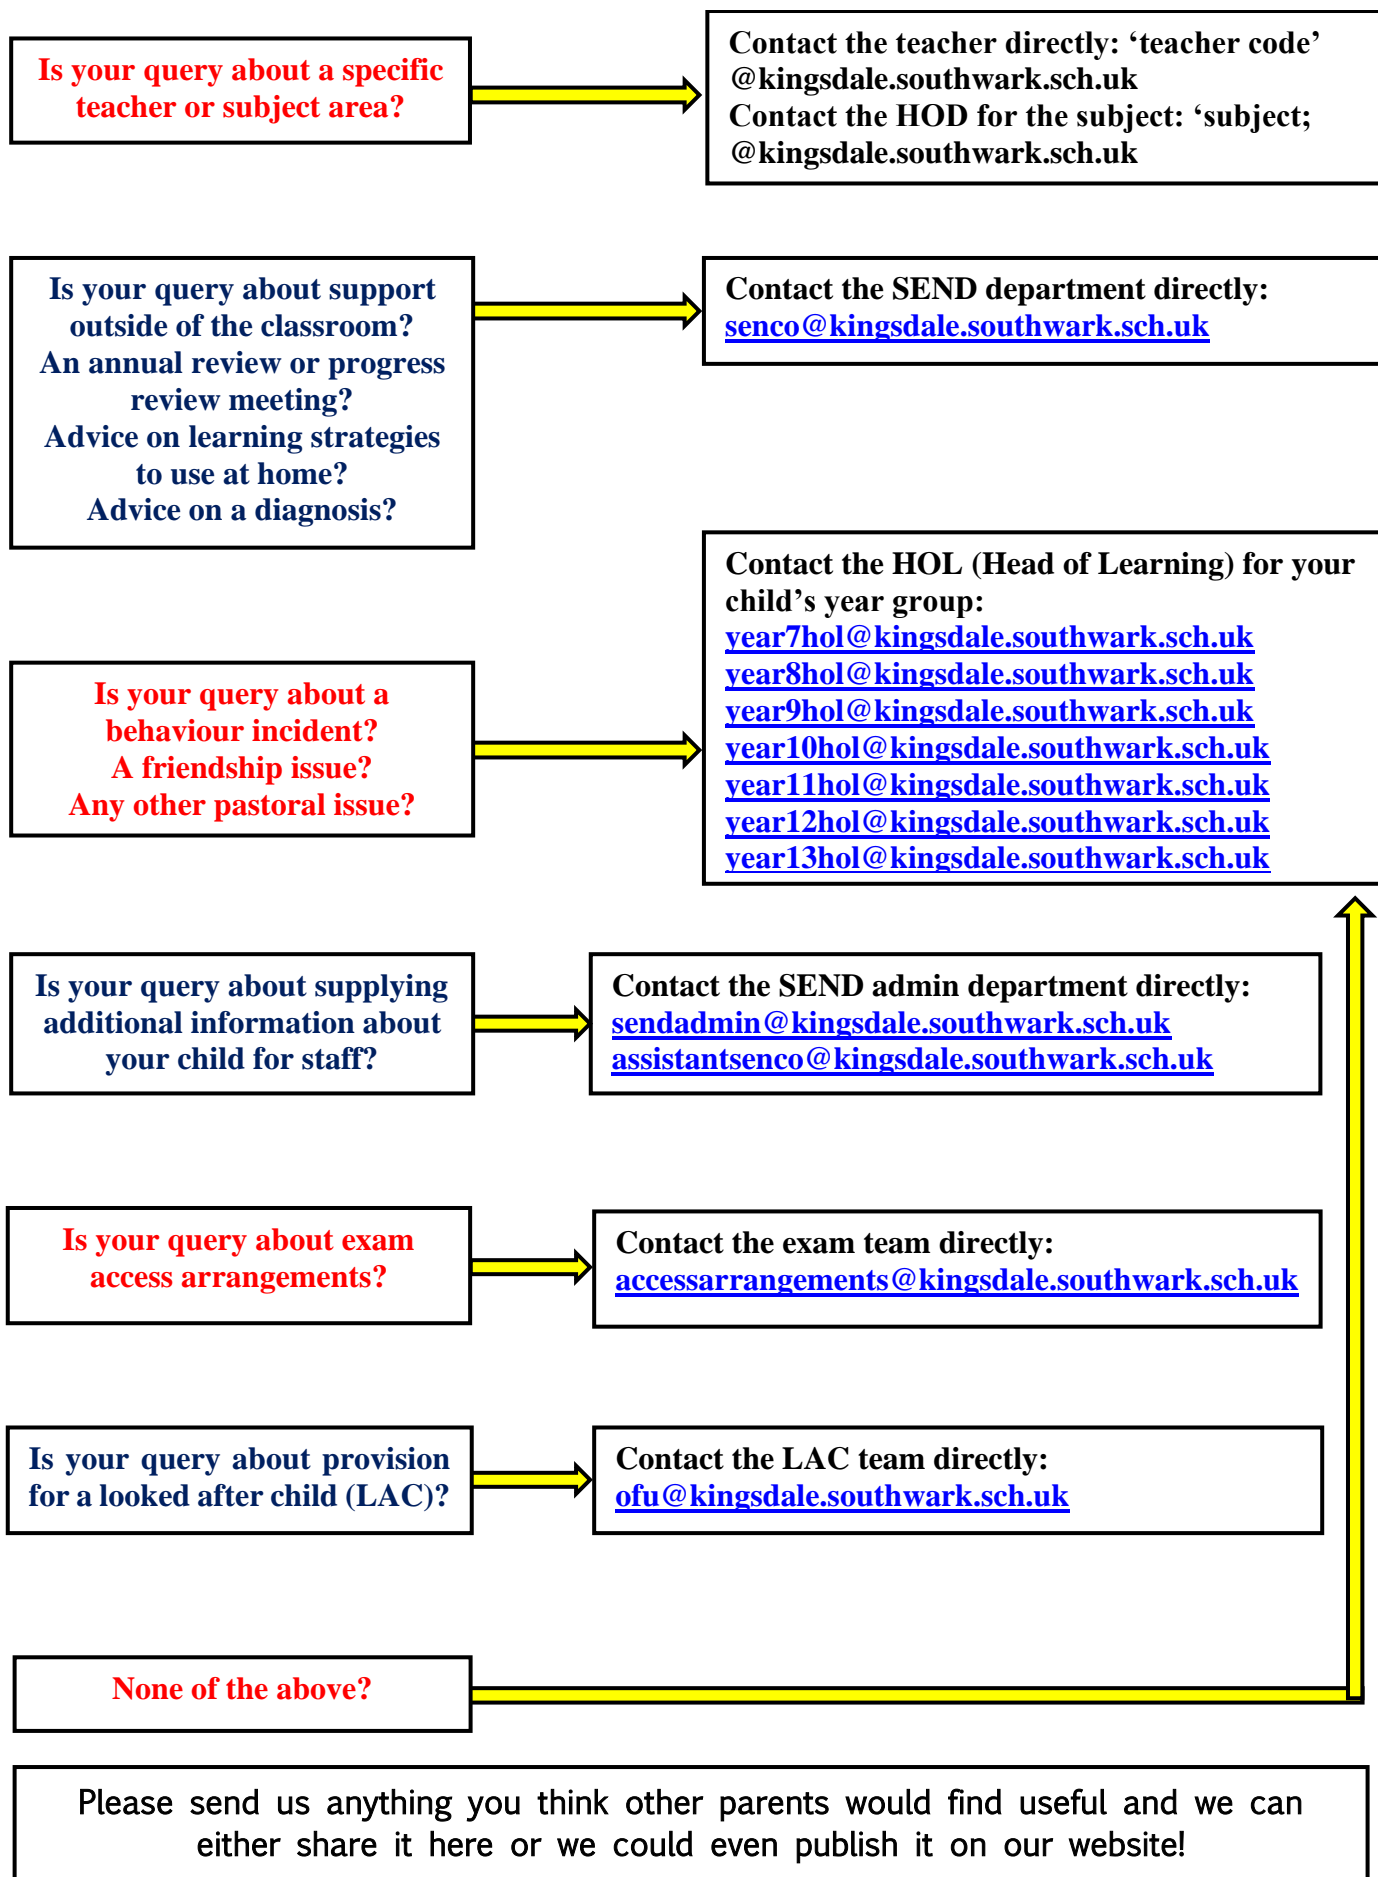 Is your query about a specific
teacher or subject area?
Contact the teacher directly: ‘teacher code’
@kingsdale.southwark.sch.uk
Contact the HOD for the subject: ‘subject;
@kingsdale.southwark.sch.uk
Is your query about support
outside of the classroom?
An annual review or progress
review meeting?
Advice on learning strategies
to use at home?
Advice on a diagnosis?
Contact the SEND department directly:
senco@kingsdale.southwark.sch.uk
Is your query about a
behaviour incident?
A friendship issue?
Any other pastoral issue?
Contact the HOL (Head of Learning) for your
child’s year group:
year7hol@kingsdale.southwark.sch.uk
year8hol@kingsdale.southwark.sch.uk
year9hol@kingsdale.southwark.sch.uk
year10hol@kingsdale.southwark.sch.uk
year11hol@kingsdale.southwark.sch.uk
year12hol@kingsdale.southwark.sch.uk
year13hol@kingsdale.southwark.sch.uk
Is your query about supplying
additional information about
your child for staff?
Contact the SEND admin department directly:
sendadmin@kingsdale.southwark.sch.uk
assistantsenco@kingsdale.southwark.sch.uk
Is your query about exam
access arrangements?
Contact the exam team directly:
accessarrangements@kingsdale.southwark.sch.uk
Is your query about provision
for a looked after child (LAC)?
Contact the LAC team directly:
ofu@kingsdale.southwark.sch.uk
None of the above?
Please send us anything you think other parents would find useful and we can
either share it here or we could even publish it on our website!